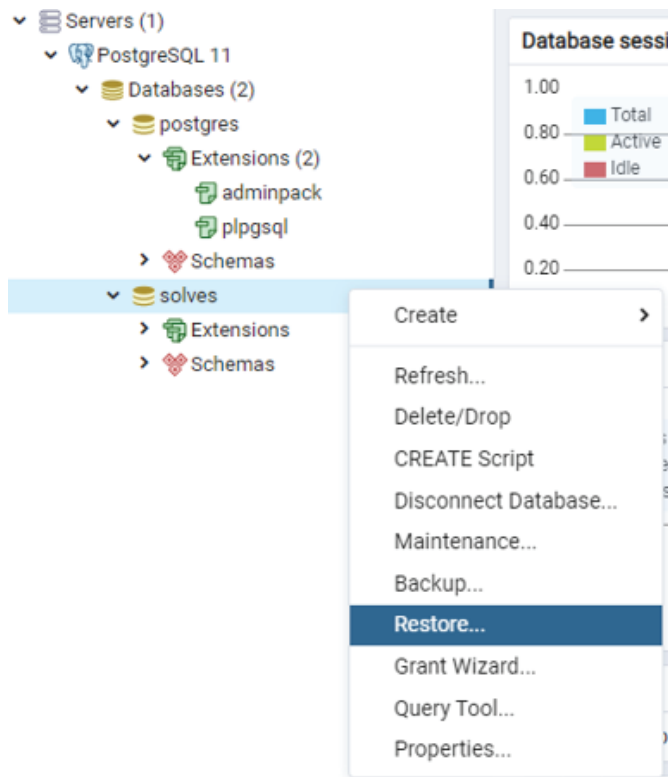 Servers (1)
PostgreSQL 11
Databases (2)
postgres
Extensions (2)
adminpack
plpgsql
Schemas
solves
Extensions
Schemas
Database sessi
1.00
0.80
0.60
0.40
0.20
Total
Active
Idle
Create
Refresh...
Delete/Drop
CREATE Script
Disconnect Database...
Maintenance...
Backup...
Restore...
Grant Wizard...
Query Tool...
Properties...